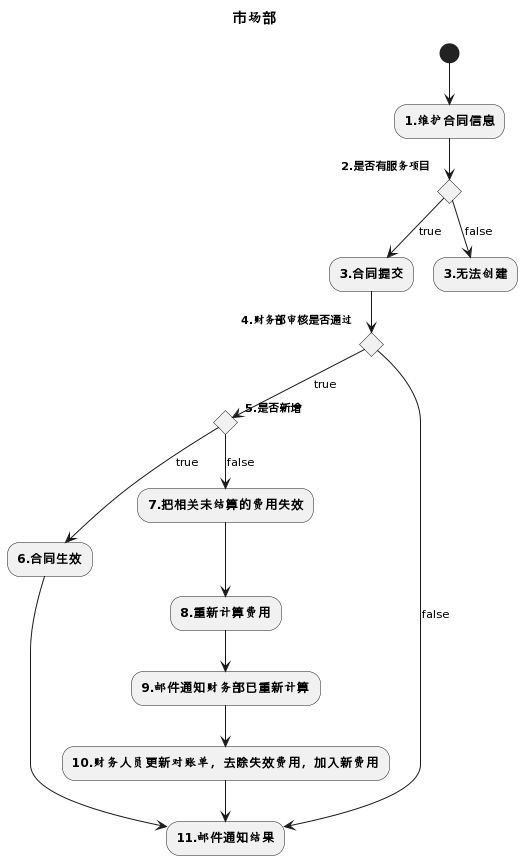 市场部
1.维护合同信息
2.是否有服务项目
true
false
3.合同提交
3.无法创建
4.财务部审核是否通过
true
5.是否新增
true
false
7.把相关未结算的费用失效
6.合同生效
8.重新计算费用
false
9.邮件通知财务部已重新计算
10.财务人员更新对账单，去除失效费用，加入新费用
11.邮件通知结果